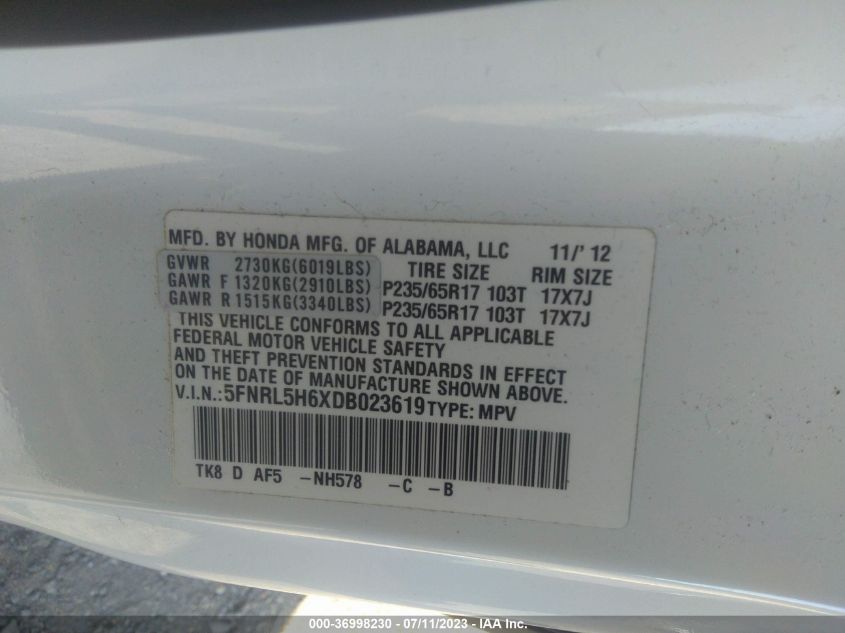 MFD. BY HONDA MFG. OF ALABAMA, LLC 11/' 12
GVWR 2730KG(6019LBS) TIRE SIZE RIM SIZE
GAWR F 1320KG(2910LBS) P235/65R17 103T 17X7J
GAWR R 1515KG(3340LBS) P235/65R17 103T 17X7J
THIS VEHICLE CONFORMS TO ALL APPLICABLE
FEDERAL MOTOR VEHICLE SAFETY
AND THEFT PREVENTION STANDARDS IN EFFECT
ON THE DATE OF MANUFACTURE SHOWN ABOVE.
V.I.N.:5FNRL5H6XDB023619 TYPE: MPV
TK8 D AF5 -NH578 -C -B
000-36998230 - 07/11/2023 - IAA Inc.